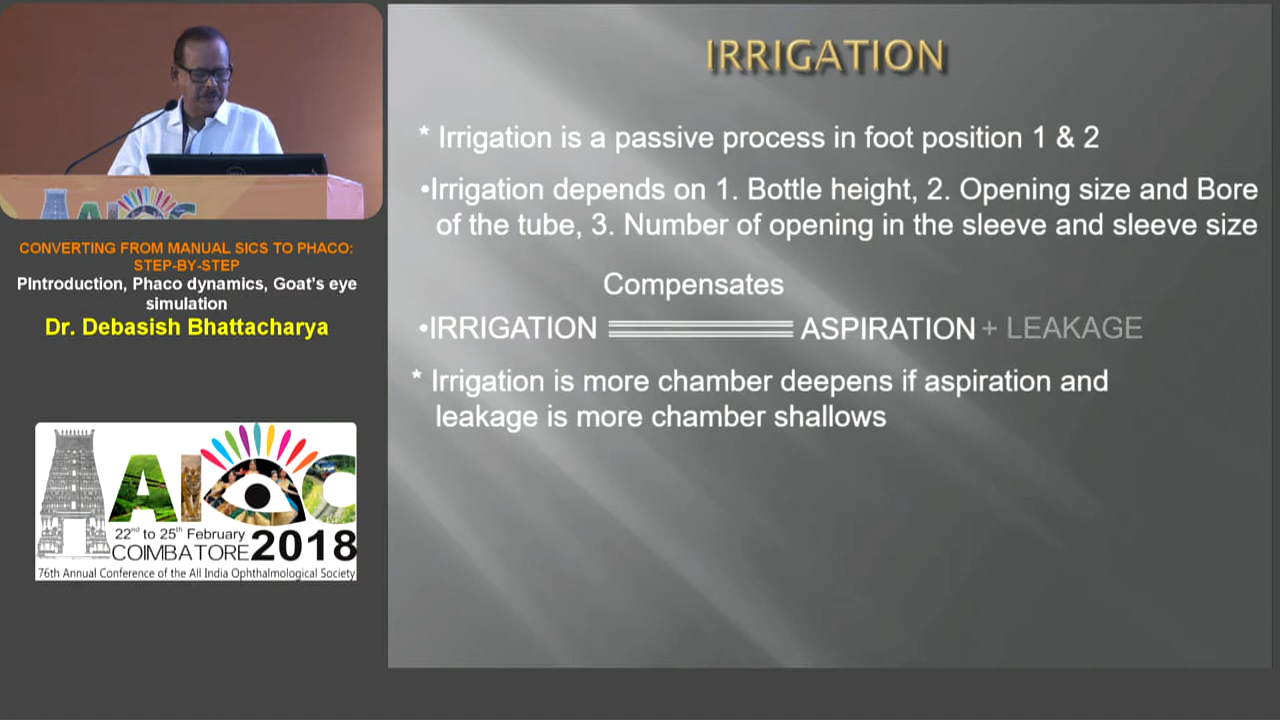 IRRIGATION
* Irrigation is a passive process in foot position 1 & 2
•Irrigation depends on 1. Bottle height, 2. Opening size and Bore
of the tube, 3. Number of opening in the sleeve and sleeve size
Compensates
•IRRIGATION ASPIRATION + LEAKAGE
* Irrigation is more chamber deepens if aspiration and
leakage is more chamber shallows
CONVERTING FROM MANUAL SICS TO PHACO:
STEP-BY-STEP
PIntroduction, Phaco dynamics, Goat's eye
simulation
Dr. Debasish Bhattacharya
AIOC
22nd to 25th February
COIMBATORE 2018
76th Annual Conference of the All India Ophthalmological Society